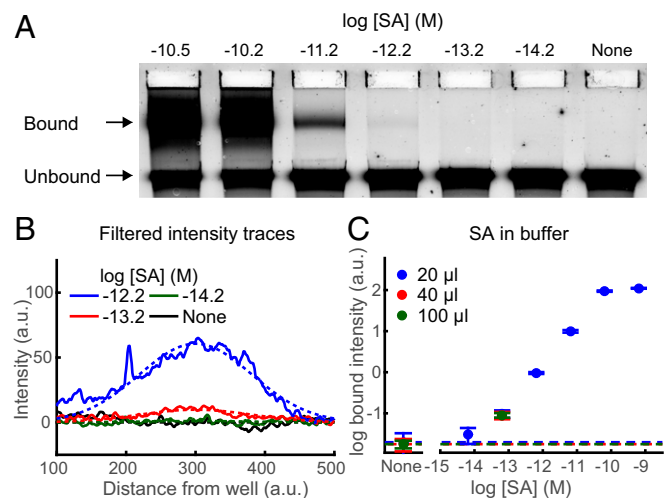 A
log [SA] (M)
-10.5 -10.2 -11.2 -12.2 -13.2 -14.2 None
Bound
Unbound
B
Filtered intensity traces
log [SA] (M)
-12.2 -14.2
-13.2 None
Intensity (a.u.)
100
50
0
100 200 300 400 500
Distance from well (a.u.)
C
SA in buffer
20 µl
40 µl
100 µl
log bound intensity (a.u.)
2
1
0
-1
None -15 -14 -13 -12 -11 -10 -9
log [SA] (M)